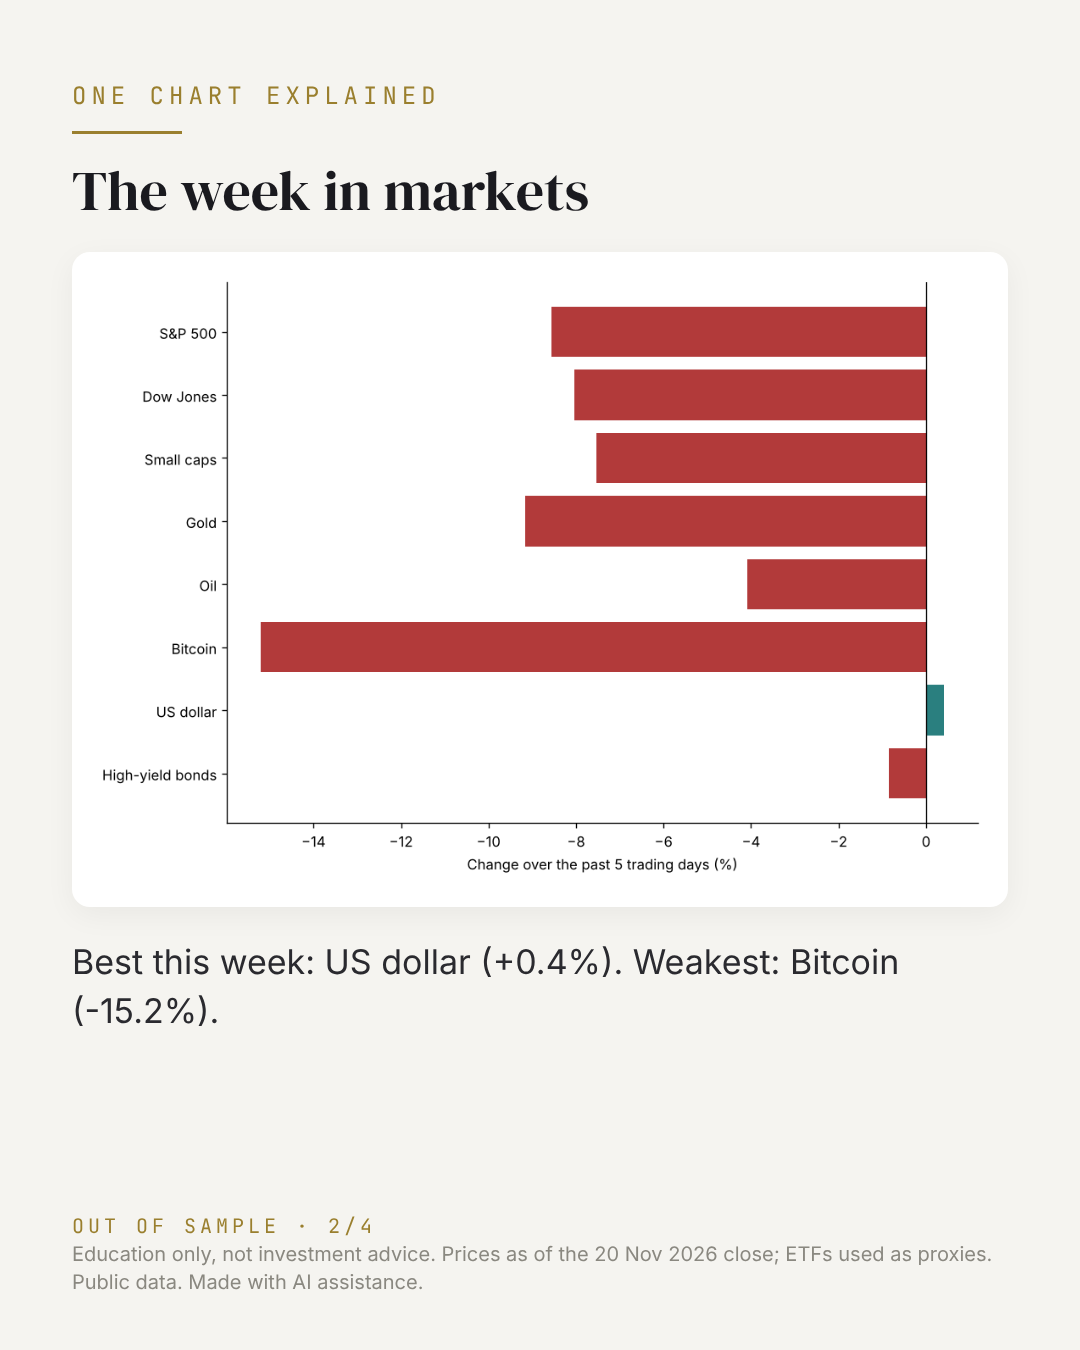 ONE CHART EXPLAINED
The week in markets
S&P 500
Dow Jones
Small caps
Gold
Oil
Bitcoin
US dollar
High-yield bonds
−14 −12 −10 −8 −6 −4 −2 0
Change over the past 5 trading days (%)
Best this week: US dollar (+0.4%). Weakest: Bitcoin
(-15.2%).
OUT OF SAMPLE · 2/4
Education only, not investment advice. Prices as of the 20 Nov 2026 close; ETFs used as proxies.
Public data. Made with AI assistance.